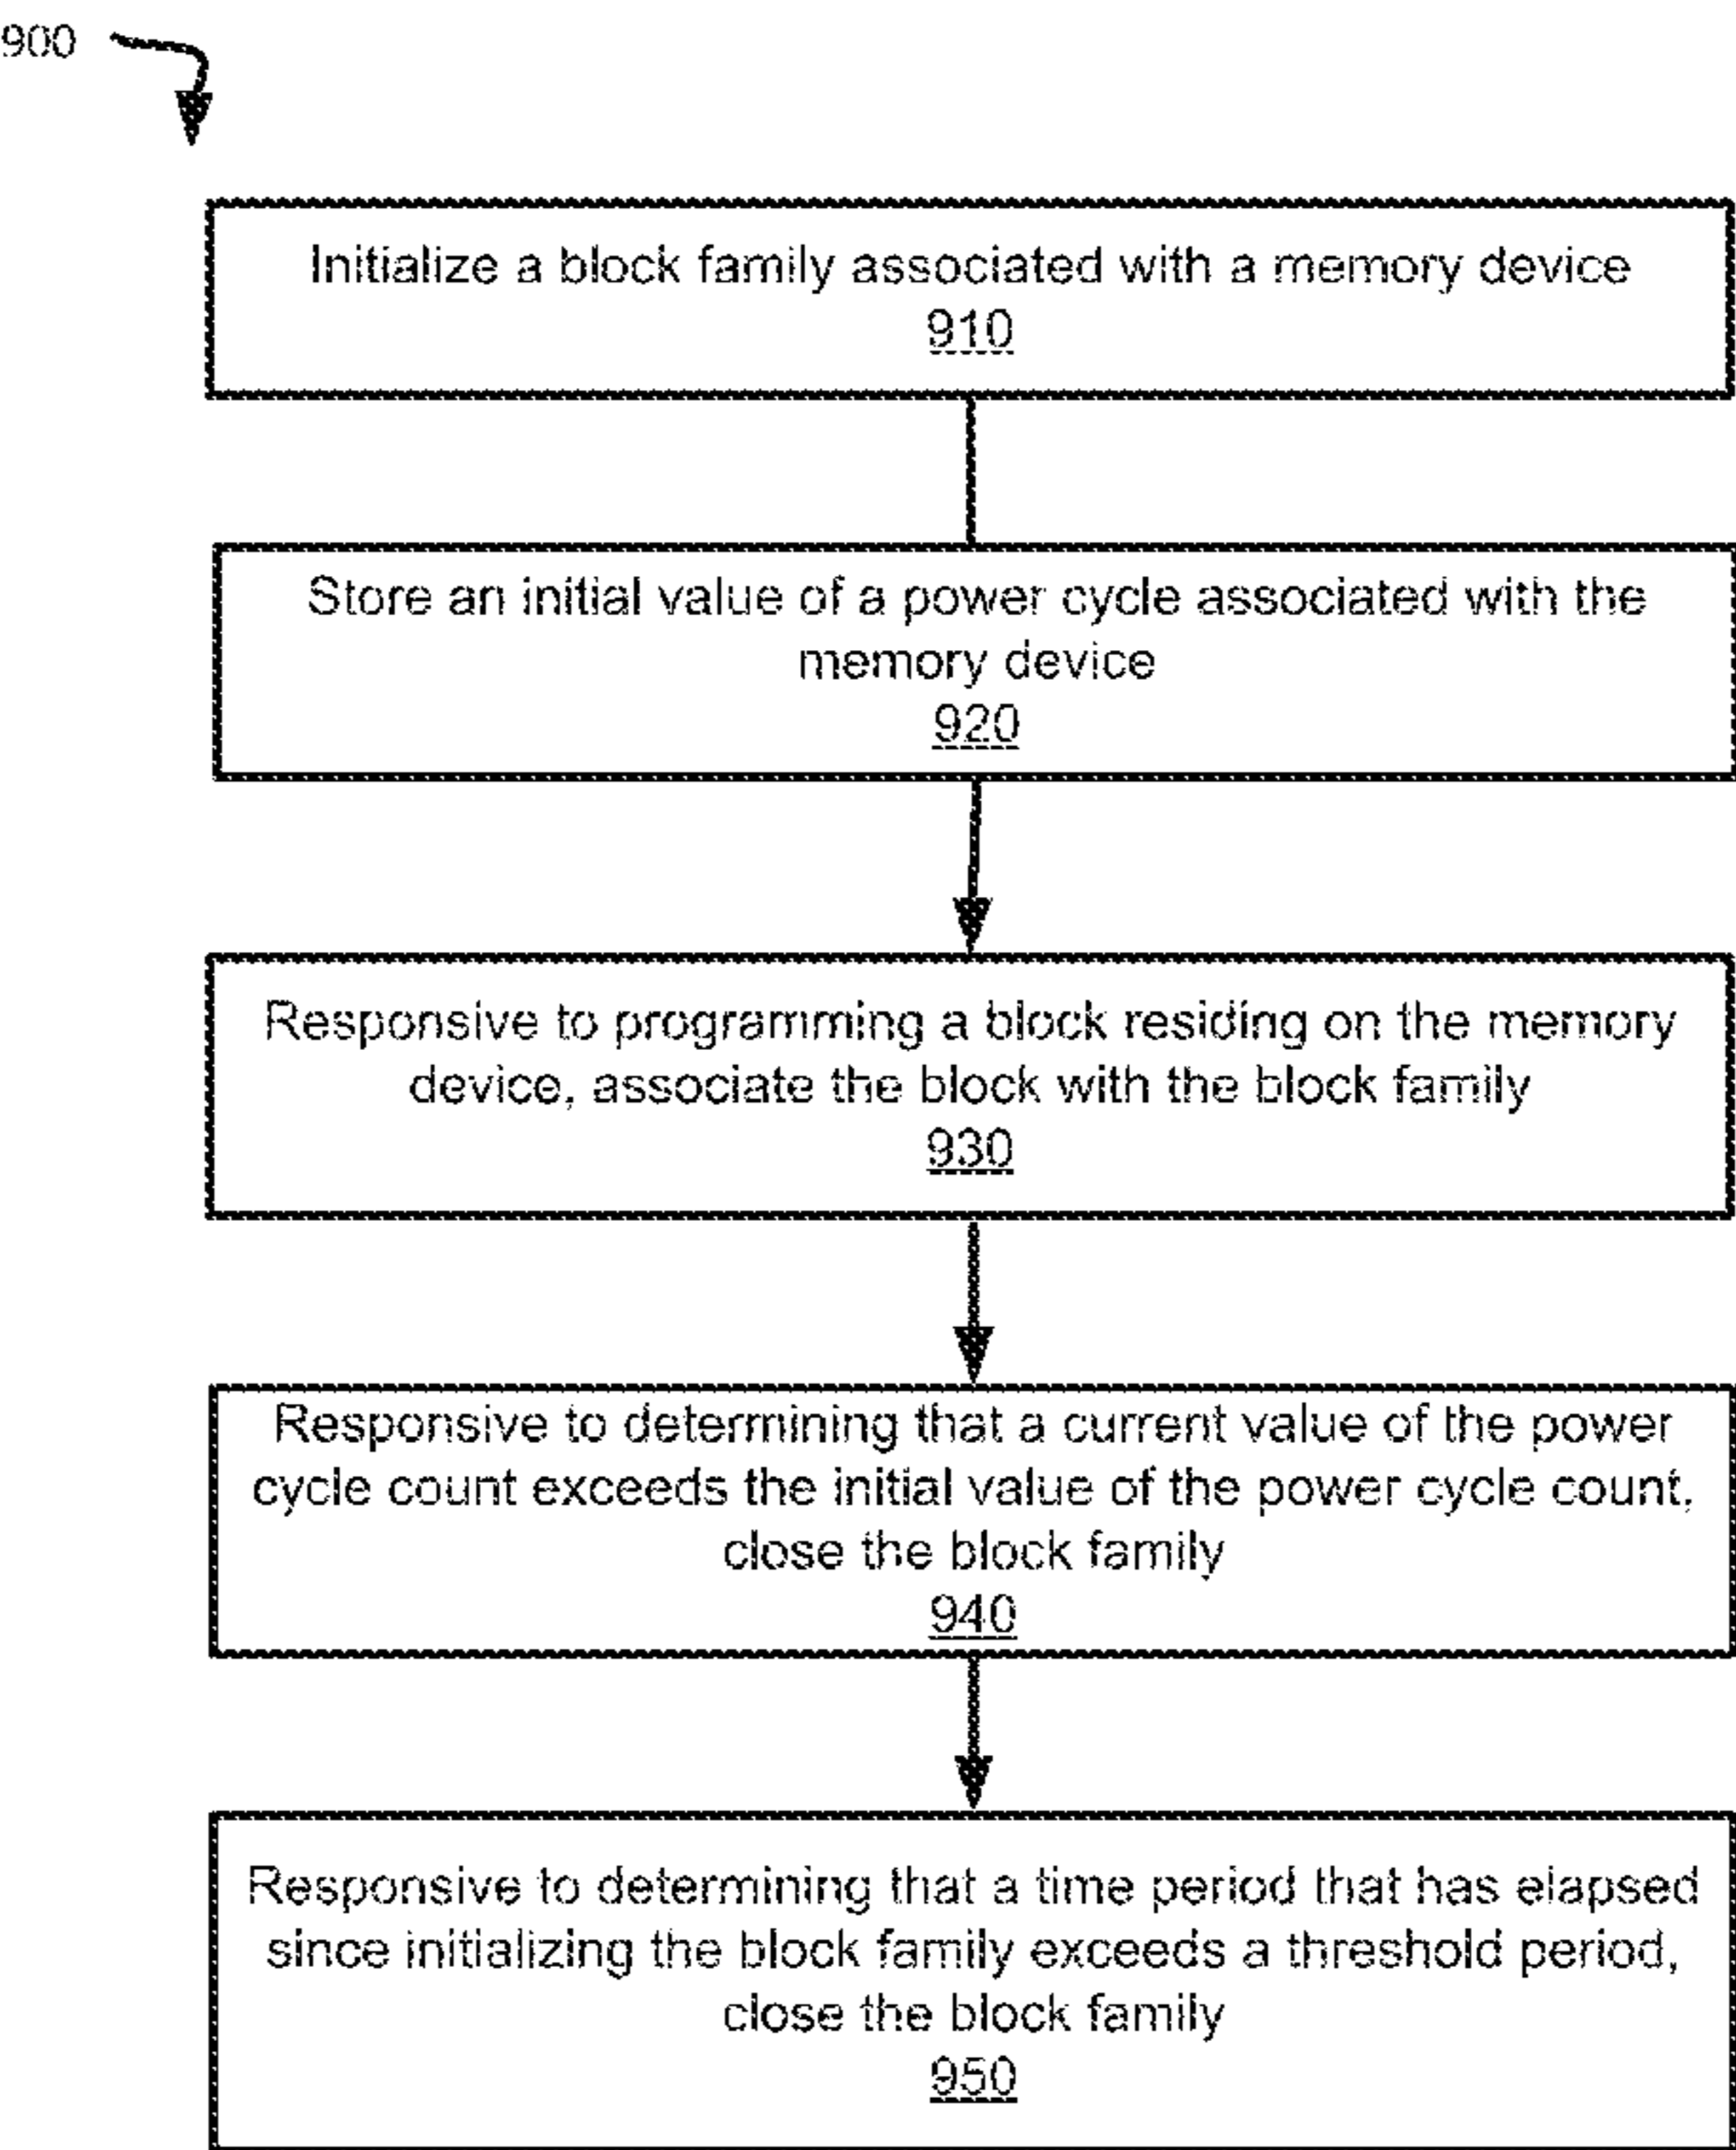 900
Initialize a block family associated with a memory device
910
Store an initial value of a power cycle associated with the
memory device
920
Responsive to programming a block residing on the memory
device, associate the block with the block family
930
Responsive to determining that a current value of the power
cycle count exceeds the initial value of the power cycle count,
close the block family
940
Responsive to determining that a time period that has elapsed
since initializing the block family exceeds a threshold period,
close the block family
950